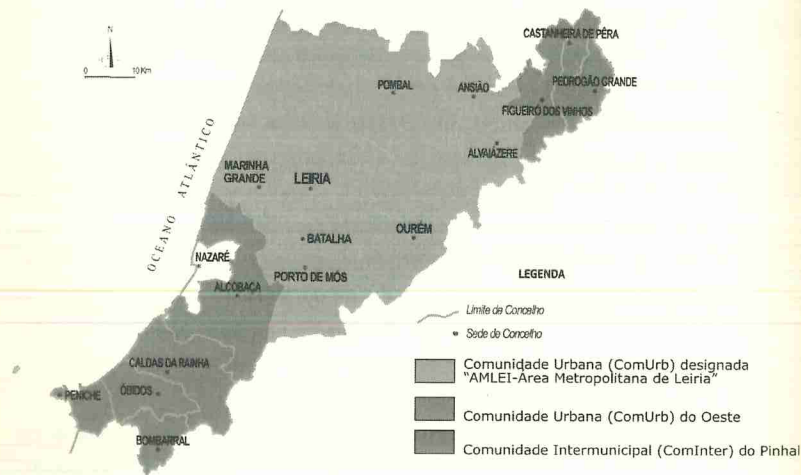 N
0 10 Km
CASTANHEIRA DE PÊRA
POMBAL
ANSIÃO
PEDROGÃO GRANDE
FIGUEIRÓ DOS VINHOS
ALVAIÁZERE
OCEANO ATLÂNTICO
MARINHA
GRANDE
LEIRIA
BATALHA
OURÉM
NAZARÉ
PORTO DE MÓS
ALCOBAÇA
CALDAS DA RAINHA
PENICHE
ÓBIDOS
BOMBARRAL
LEGENDA
Limite de Concelho
Sede de Concelho
Comunidade Urbana (ComUrb) designada
"AMLEI-Área Metropolitana de Leiria"
Comunidade Urbana (ComUrb) do Oeste
Comunidade Intermunicipal (ComInter) do Pinhal